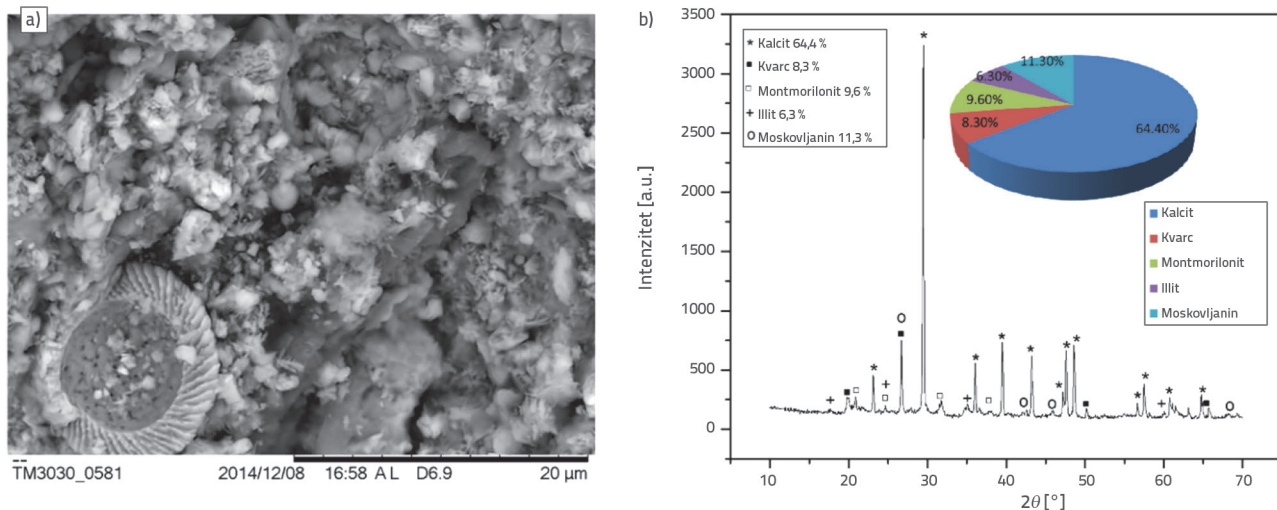 a)
TM3030_0581 2014/12/08 16:58 A L D6.9 20 µm
b)
Intenzitet [a.u.]
3500
3000
2500
2000
1500
1000
500
0
* Kalcit 64,4 %
■ Kvarc 8,3 %
□ Montmorilonit 9,6 %
+ Illit 6,3 %
O Moskovljanin 11,3 %
11.30%
6.30%
9.60%
8.30%
64.40%
Kalcit
Kvarc
Montmorilonit
Illit
Moskovljanin
10 20 30 40 50 60 70
2θ [°]